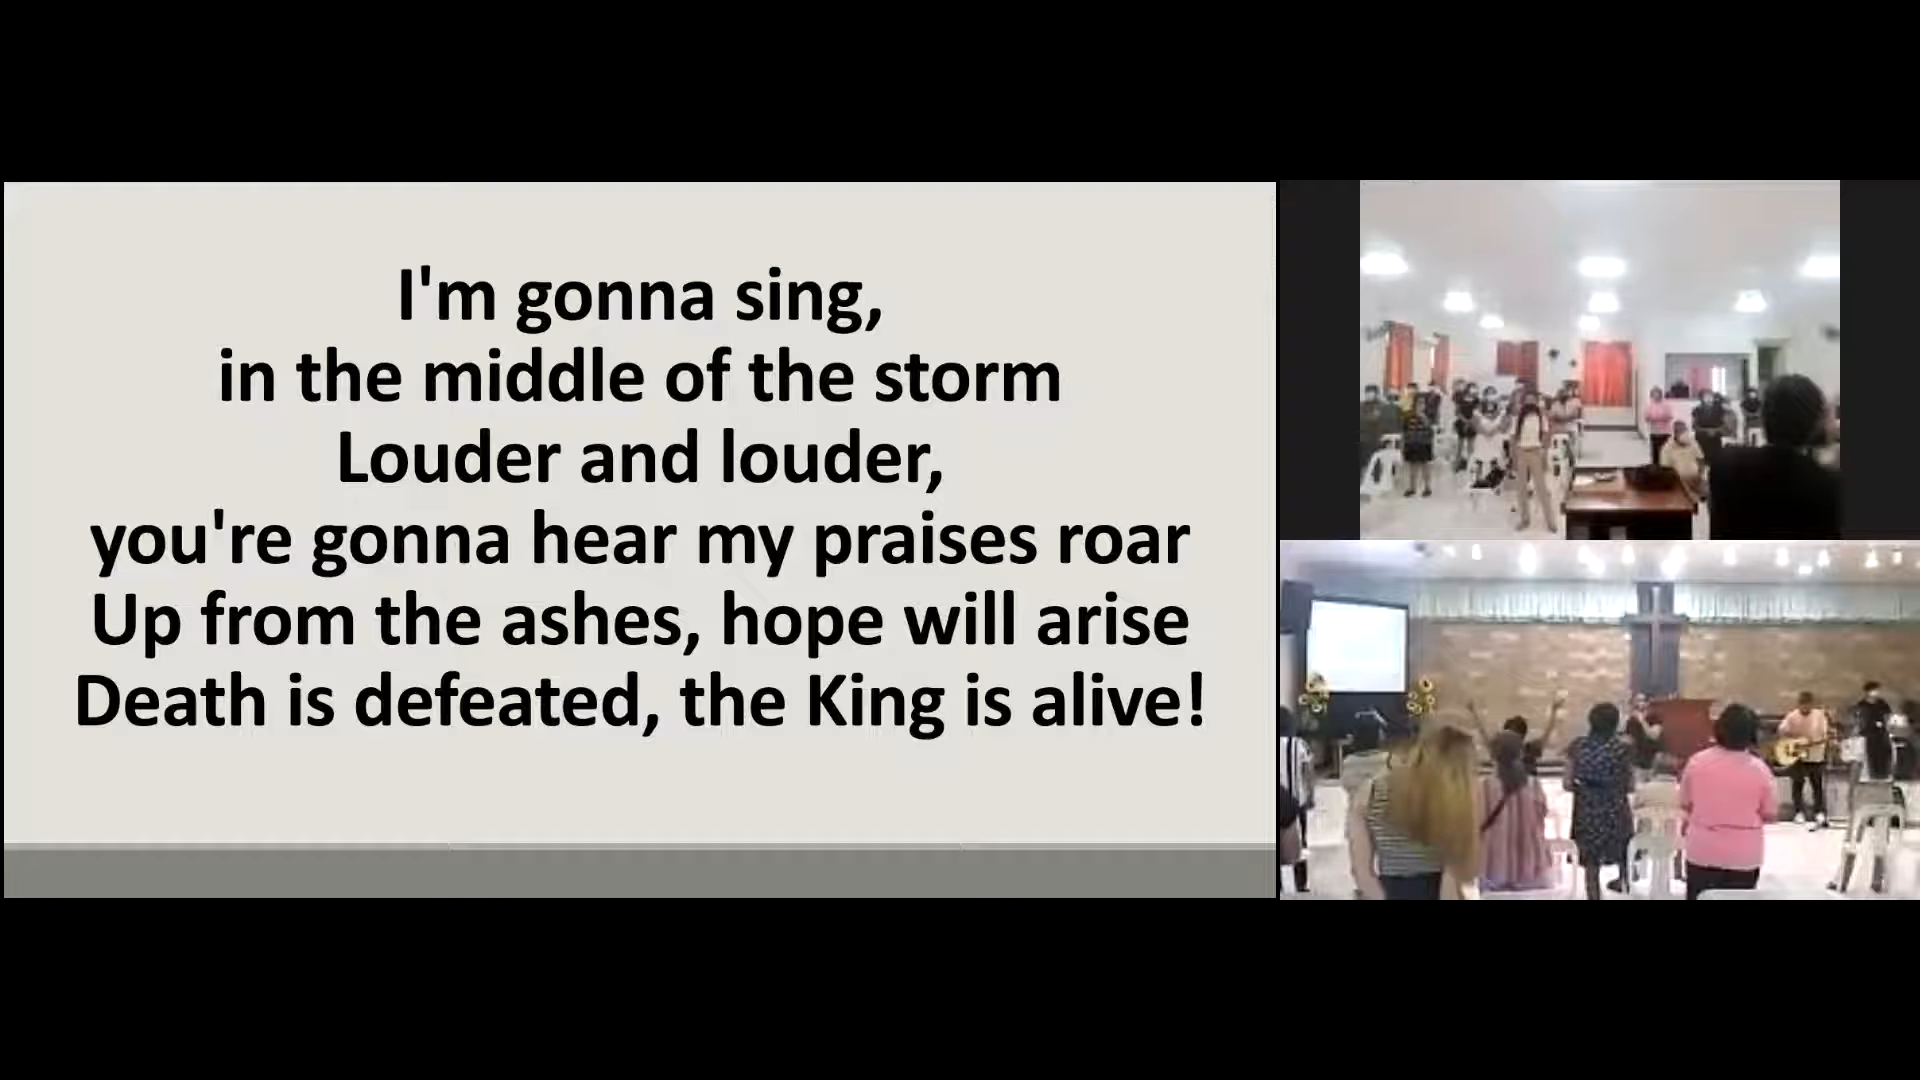 I'm gonna sing,
in the middle of the storm
Louder and louder,
you're gonna hear my praises roar
Up from the ashes, hope will arise
Death is defeated, the King is alive!